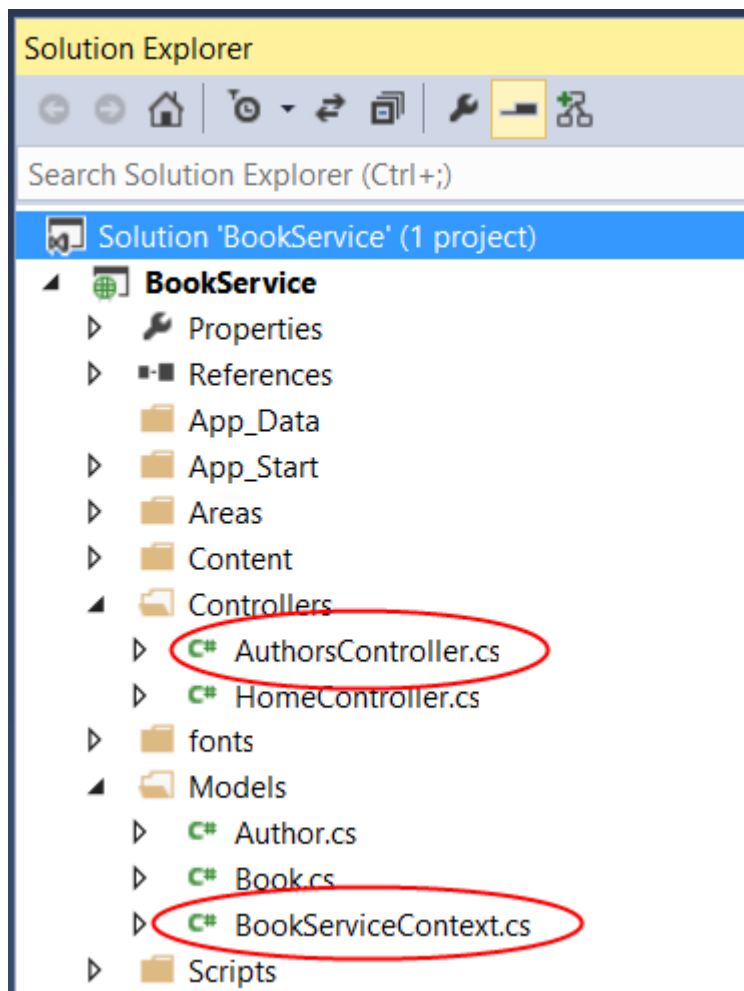 Solution Explorer
Search Solution Explorer (Ctrl+;)
Solution 'BookService' (1 project)
BookService
Properties
References
App_Data
App_Start
Areas
Content
Controllers
C# AuthorsController.cs
C# HomeController.cs
fonts
Models
C# Author.cs
C# Book.cs
C# BookServiceContext.cs
Scripts